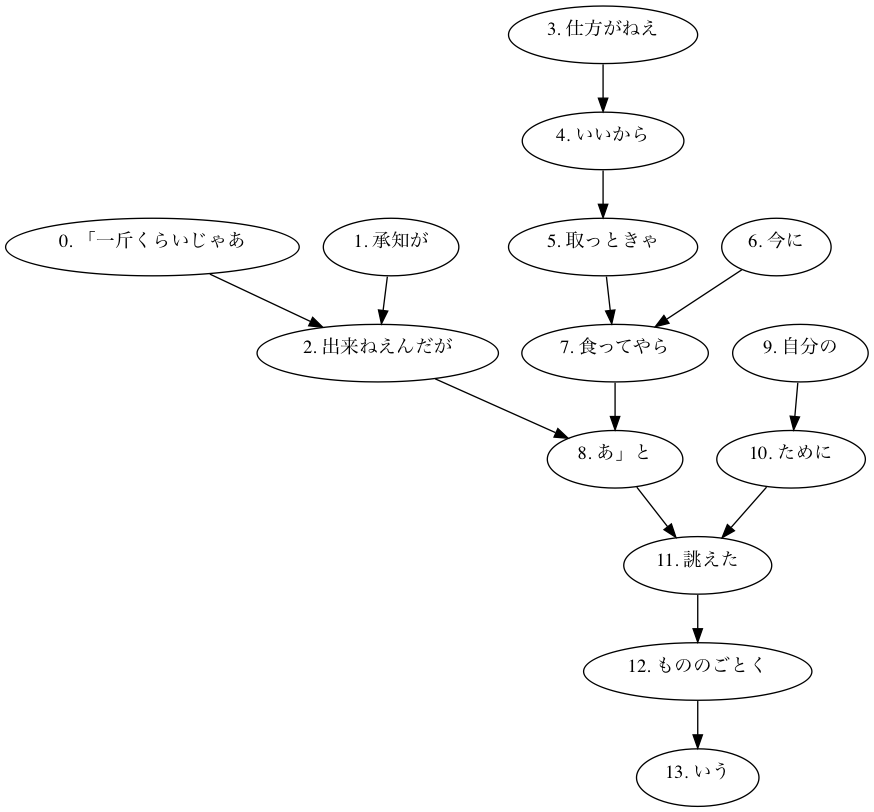 3. 仕方がねえ
4. いいから
0. 「一斤くらいじゃあ
1. 承知が
5. 取っときゃ
6. 今に
2. 出来ねえんだが
7. 食ってやら
9. 自分の
8. あ」と
10. ために
11. 誂えた
12. もののごとく
13. いう